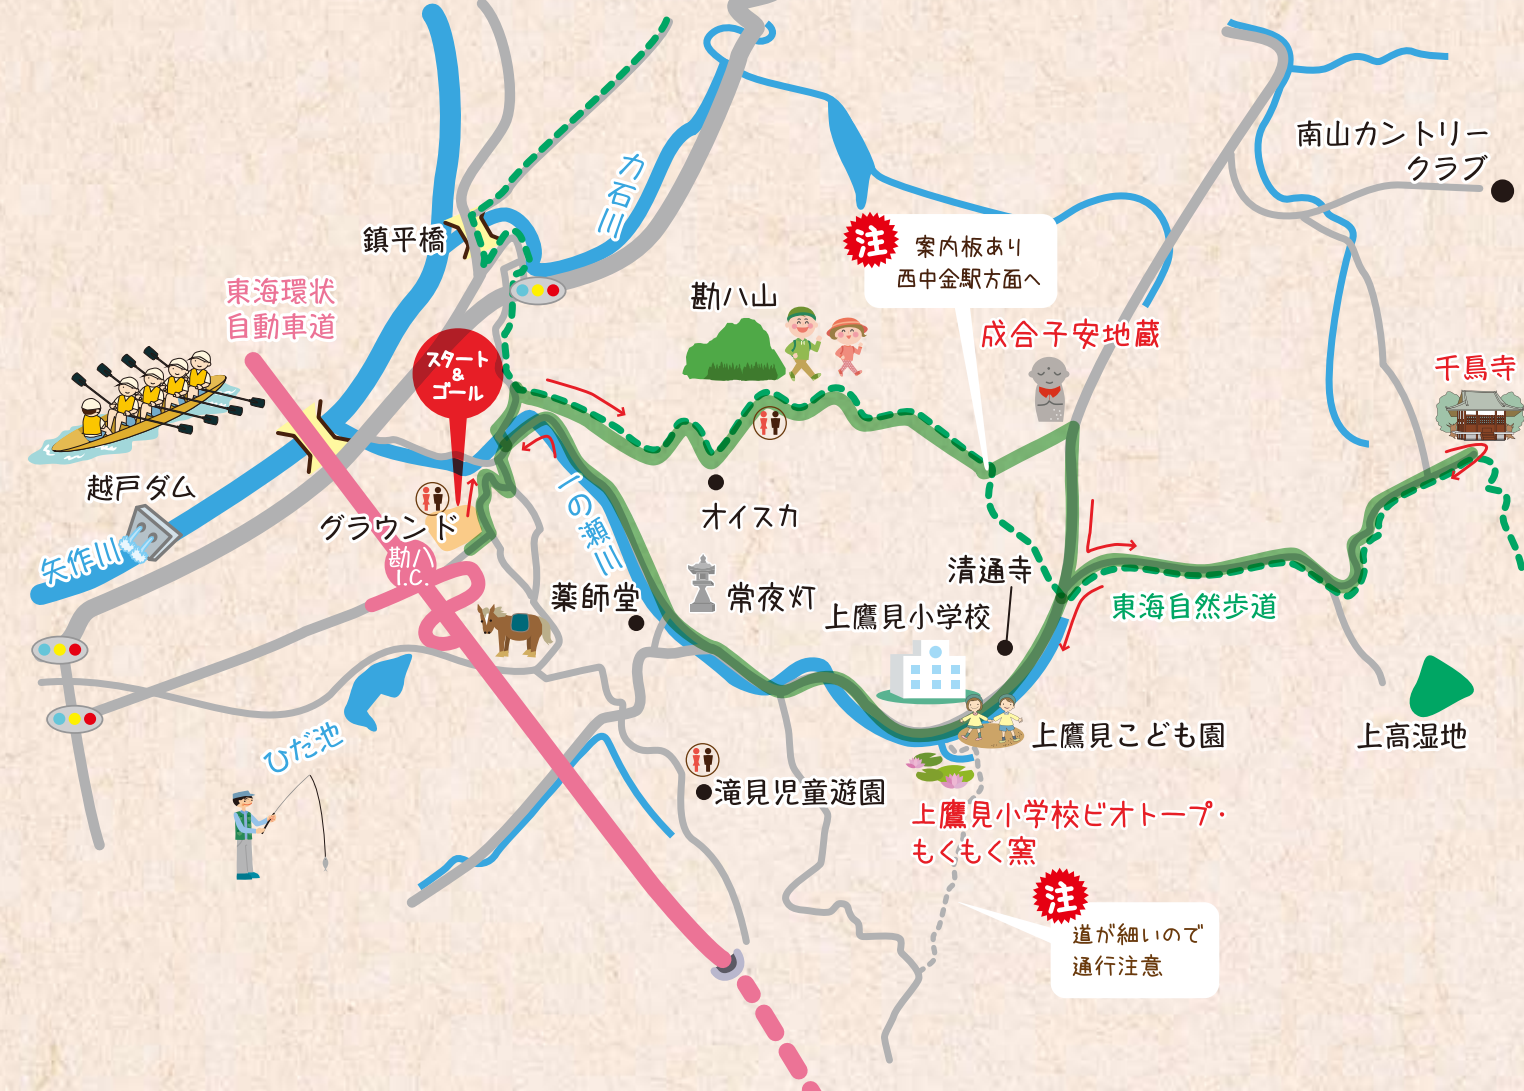 南山カントリー
クラブ
力石川
鎮平橋
注
案内板あり
西中金駅方面へ
東海環状
自動車道
勘八山
成合子安地蔵
スタート
&
ゴール
千鳥寺
越戸ダム
矢作川
グラウンド
勘八
I.C.
一の瀬川
オイスカ
薬師堂
常夜灯
清通寺
上鷹見小学校
東海自然歩道
ひだ池
上鷹見こども園
上高湿地
滝見児童遊園
上鷹見小学校ビオトープ・
もくもく窯
注
道が細いので
通行注意